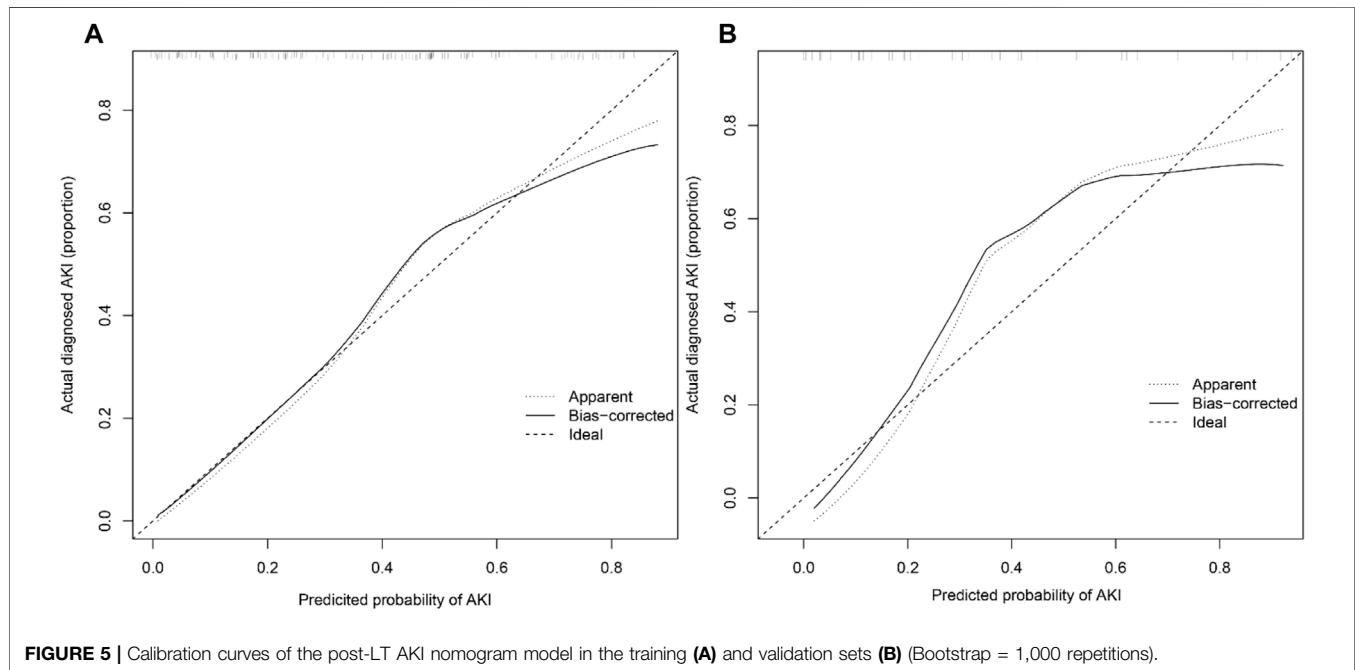 A
Actual diagnosed AKI (proportion)
0.8
0.6
0.4
0.2
0.0
Apparent
Bias-corrected
Ideal
0.0 0.2 0.4 0.6 0.8
Predicited probability of AKI
B
Actual diagnosed AKI (proportion)
0.8
0.6
0.4
0.2
0.0
Apparent
Bias-corrected
Ideal
0.0 0.2 0.4 0.6 0.8
Predicted probability of AKI
FIGURE 5 | Calibration curves of the post-LT AKI nomogram model in the training (A) and validation sets (B) (Bootstrap = 1,000 repetitions).